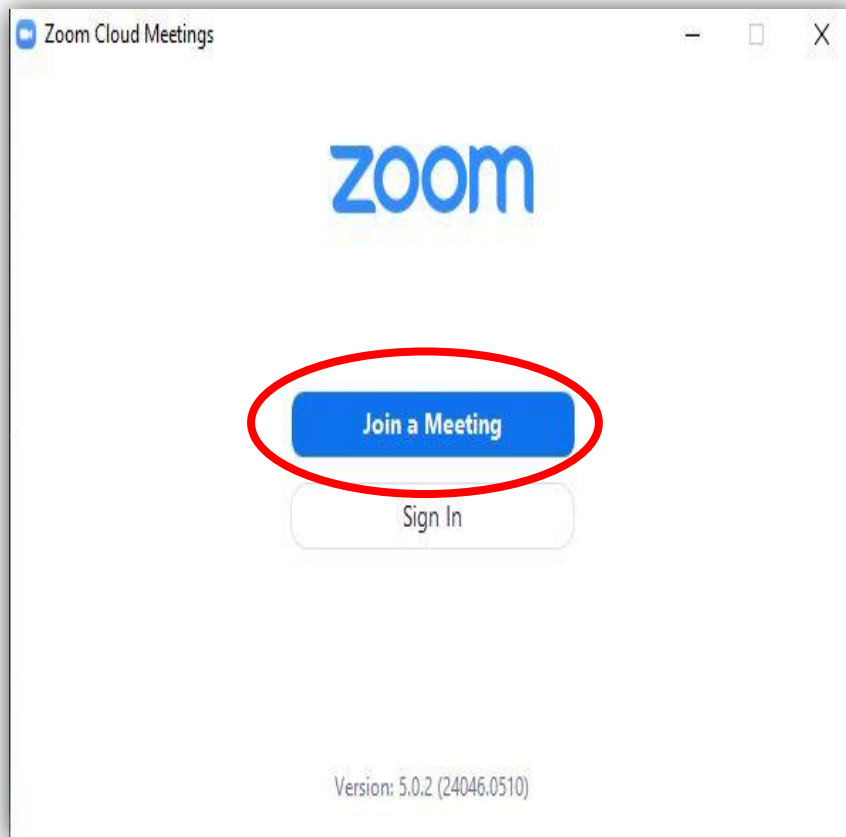 Zoom Cloud Meetings
zoom
Join a Meeting
Sign In
Version: 5.0.2 (24046.0510)